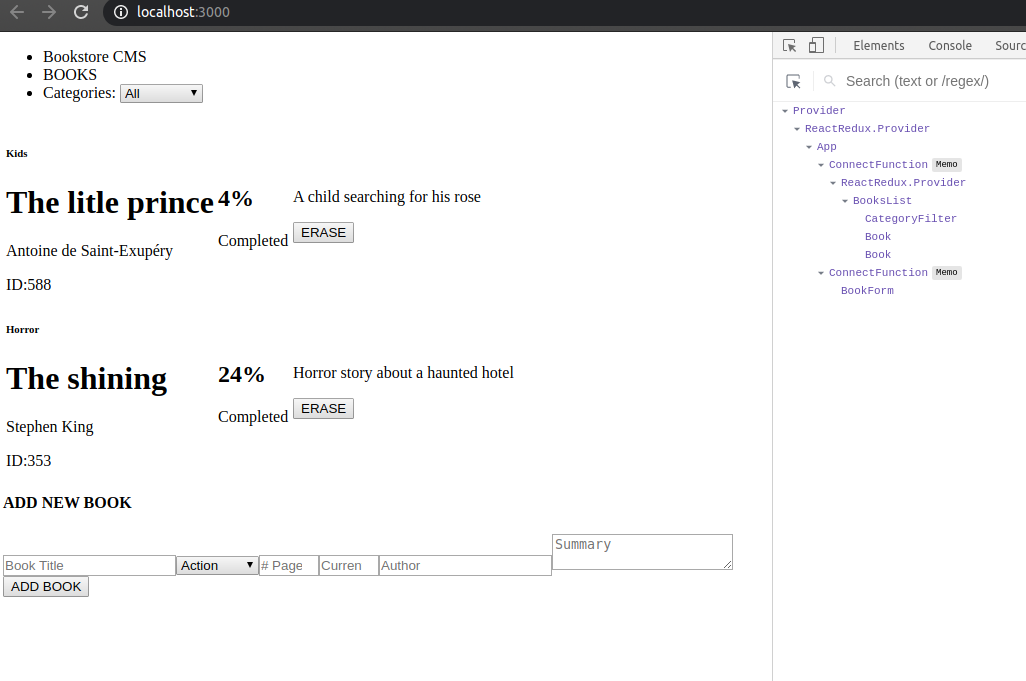 localhost:3000
Bookstore CMS
BOOKS
Categories: All
Kids
The litle prince 4% A child searching for his rose
Completed ERASE
Antoine de Saint-Exupéry
ID:588
Horror
The shining 24% Horror story about a haunted hotel
Completed ERASE
Stephen King
ID:353
ADD NEW BOOK
Book Title Action # Page Curren Author Summary
ADD BOOK
Elements Console Sourc
Search (text or /regex/)
Provider
ReactRedux.Provider
App
ConnectFunction Memo
ReactRedux.Provider
BooksList
CategoryFilter
Book
Book
ConnectFunction Memo
BookForm